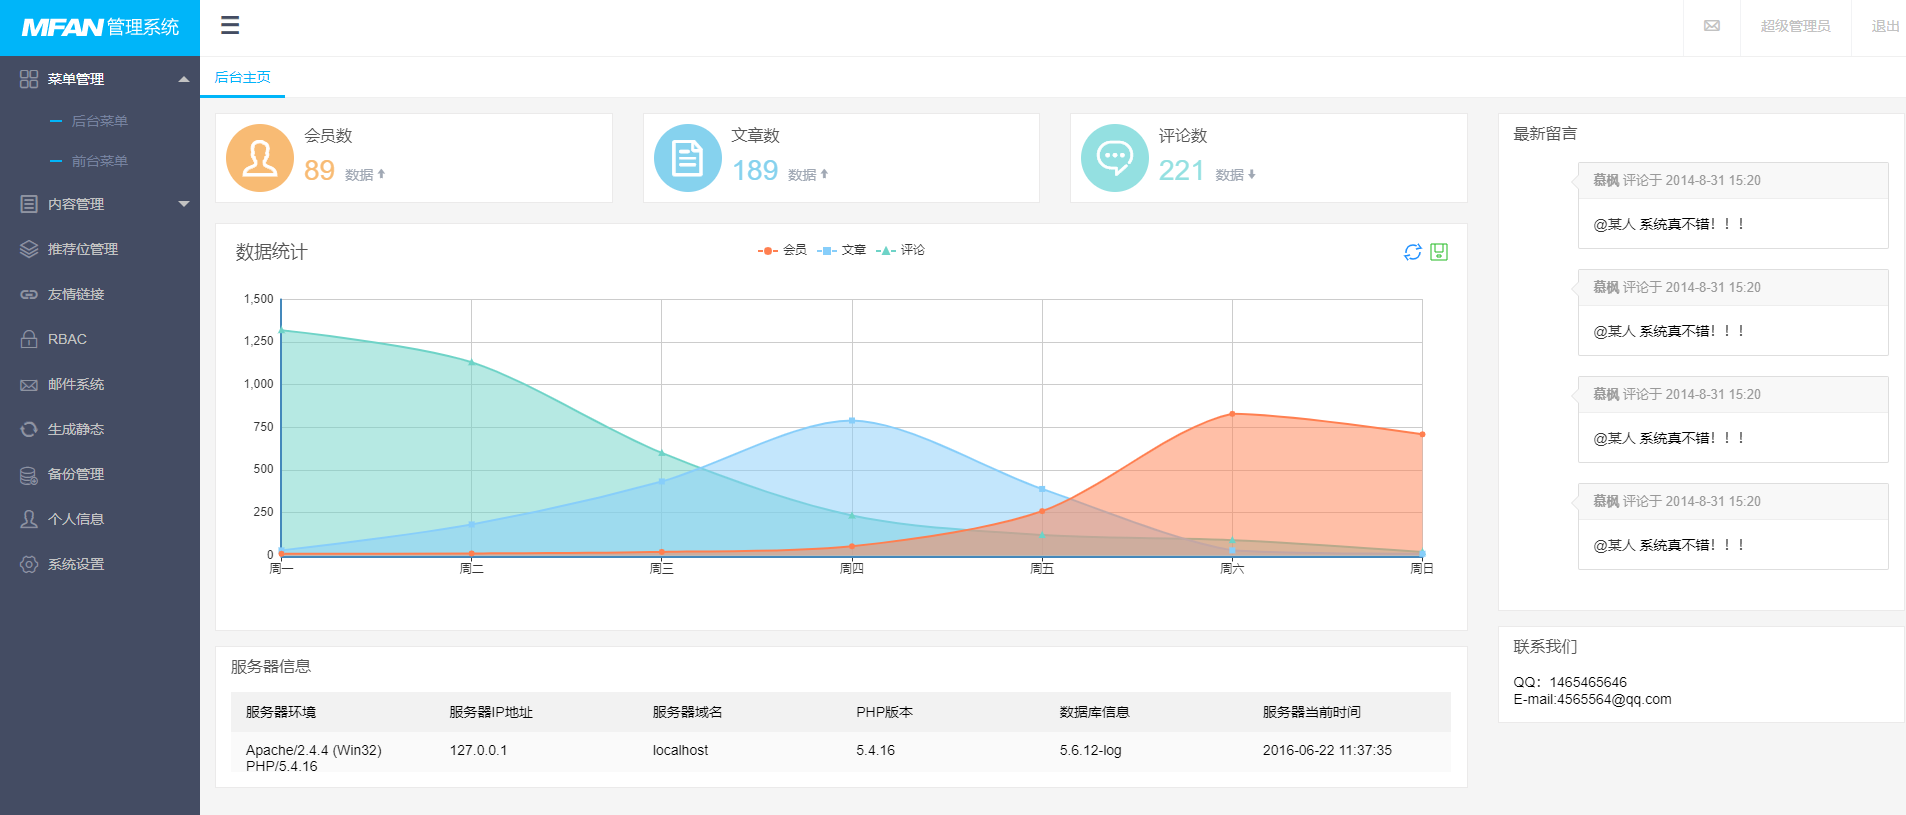 MFAN管理系统
超级管理员
退出
菜单管理
后台菜单
前台菜单
内容管理
推荐位管理
友情链接
RBAC
邮件系统
生成静态
备份管理
个人信息
系统设置
后台主页
会员数
89 数据
文章数
189 数据
评论数
221 数据
数据统计
会员 文章 评论
1,500
1,250
1,000
750
500
250
0
周一 周二 周三 周四 周五 周六 周日
服务器信息
服务器环境 服务器IP地址 服务器域名 PHP版本 数据库信息 服务器当前时间
Apache/2.4.4 (Win32) 127.0.0.1 localhost 5.4.16 5.6.12-log 2016-06-22 11:37:35
PHP/5.4.16
最新留言
慕枫 评论于 2014-8-31 15:20
@某人 系统真不错！！！
慕枫 评论于 2014-8-31 15:20
@某人 系统真不错！！！
慕枫 评论于 2014-8-31 15:20
@某人 系统真不错！！！
慕枫 评论于 2014-8-31 15:20
@某人 系统真不错！！！
联系我们
QQ：1465465646
E-mail:4565564@qq.com